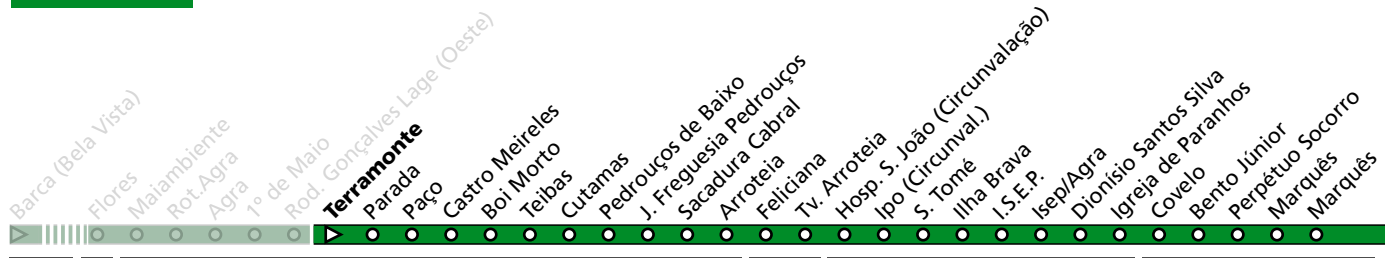 Barca (Bela Vista)
Flores
Maiambiente
Rot.Agra
Agra
1º de Maio
Rod. Gonçalves Lage (Oeste)
Terramonte
Parada
Paço
Castro Meireles
Boi Morto
Teibas
Cutamas
Pedrouços de Baixo
J. Freguesia Pedrouços
Sacadura Cabral
Arroteia
Feliciana
Tv. Arroteia
Hosp. S. João (Circunvalação)
Ipo (Circunval.)
S. Tomé
Ilha Brava
I.S.E.P.
Isep/Agra
Dionísio Santos Silva
Igreja de Paranhos
Covelo
Bento Júnior
Perpétuo Socorro
Marquês
Marquês